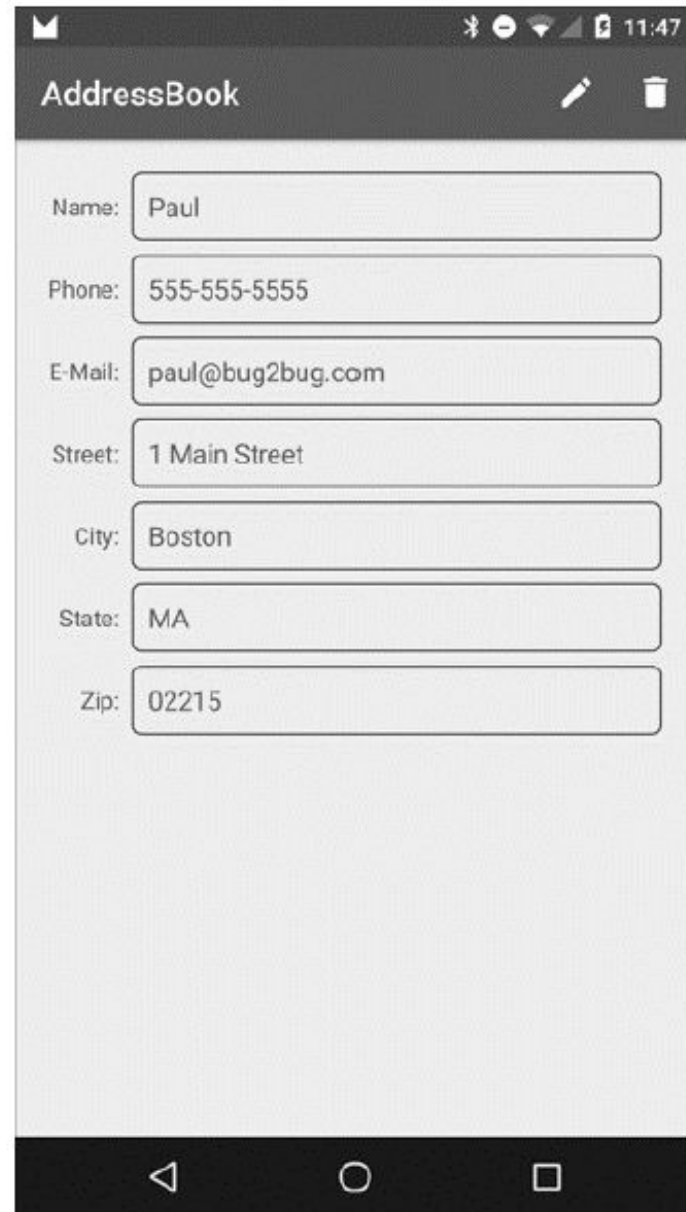 11:47
AddressBook
Name: Paul
Phone: 555-555-5555
E-Mail: paul@bug2bug.com
Street: 1 Main Street
City: Boston
State: MA
Zip: 02215